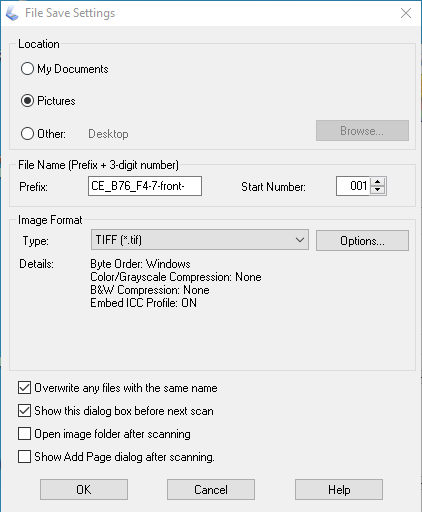 File Save Settings
Location
My Documents
Pictures
Other: Desktop Browse...
File Name (Prefix + 3-digit number)
Prefix: CE_B76_F4-7-front- Start Number: 001
Image Format
Type: TIFF (*.tif) Options...
Details: Byte Order: Windows
Color/Grayscale Compression: None
B&W Compression: None
Embed ICC Profile: ON
Overwrite any files with the same name
Show this dialog box before next scan
Open image folder after scanning
Show Add Page dialog after scanning.
OK Cancel Help